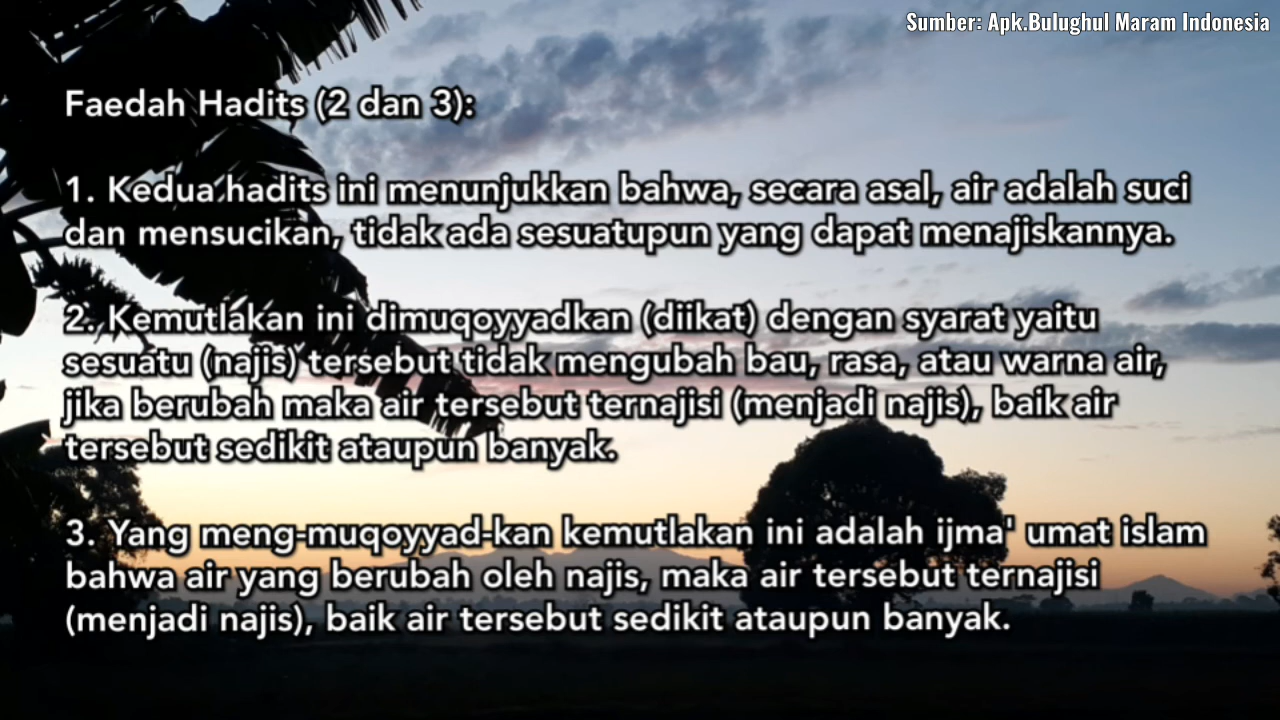 Sumber: Apk.Bulughul Maram Indonesia
Faedah Hadits (2 dan 3):
1. Kedua hadits ini menunjukkan bahwa, secara asal, air adalah suci
dan mensucikan, tidak ada sesuatupun yang dapat menajiskannya.
2. Kemutlakan ini dimuqoyyadkan (diikat) dengan syarat yaitu
sesuatu (najis) tersebut tidak mengubah bau, rasa, atau warna air,
jika berubah maka air tersebut ternajisi (menjadi najis), baik air
tersebut sedikit ataupun banyak.
3. Yang meng-muqoyyad-kan kemutlakan ini adalah ijma' umat islam
bahwa air yang berubah oleh najis, maka air tersebut ternajisi
(menjadi najis), baik air tersebut sedikit ataupun banyak.